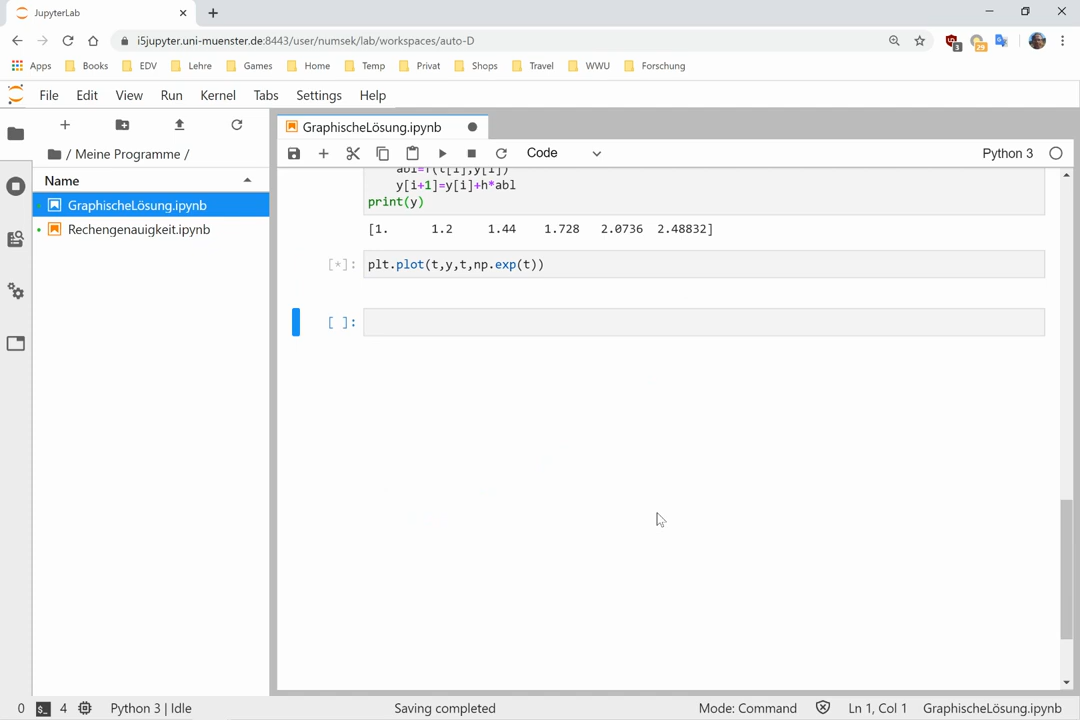 JupyterLab
i5jupyter.uni-muenster.de:8443/user/numsek/lab/workspaces/auto-D
3
29
Apps
Books
EDV
Lehre
Games
Home
Temp
Privat
Shops
Travel
WWU
Forschung
File
Edit
View
Run
Kernel
Tabs
Settings
Help
/ Meine Programme /
Name
GraphischeLösung.ipynb
Rechengenauigkeit.ipynb
GraphischeLösung.ipynb
Code
Python 3
abl=f(t[i],y[i])
y[i+1]=y[i]+h*abl
print(y)
[1. 1.2 1.44 1.728 2.0736 2.48832]
[*]: plt.plot(t,y,t,np.exp(t))
[ ]:
0
4
Python 3 | Idle
Saving completed
Mode: Command
Ln 1, Col 1
GraphischeLösung.ipynb